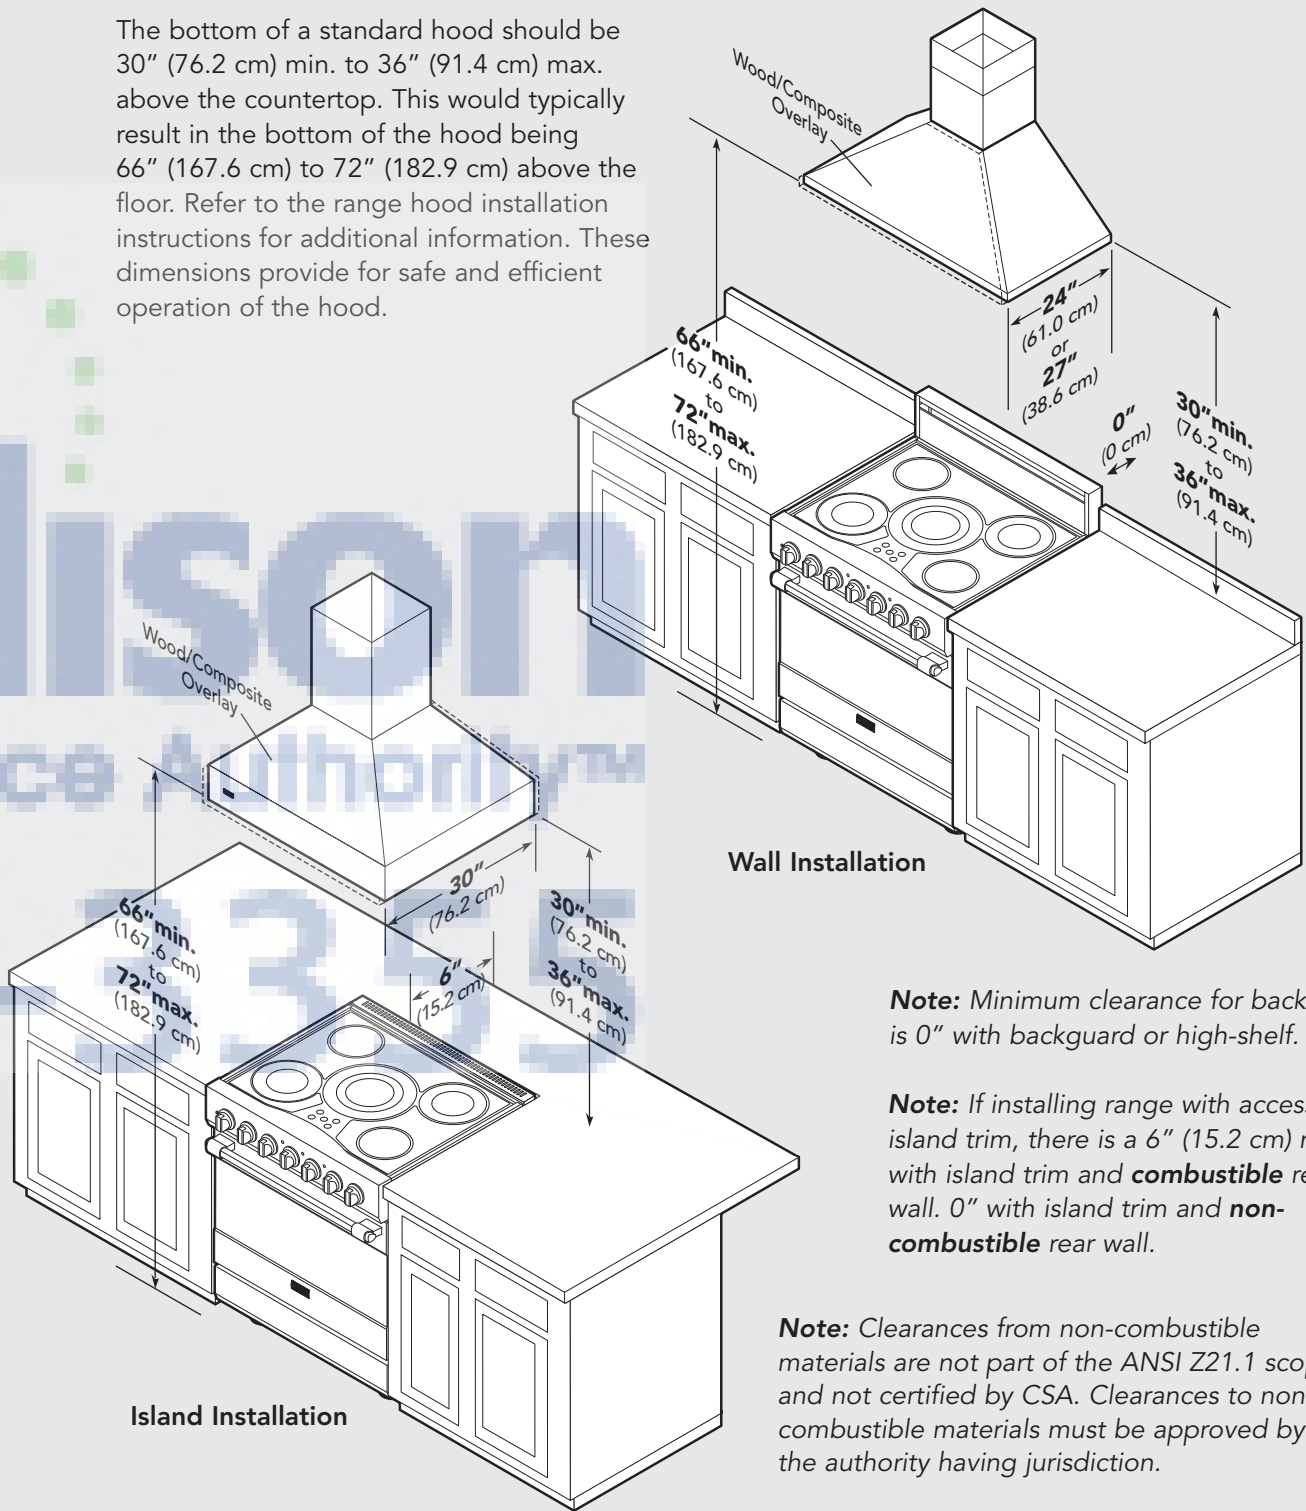 The bottom of a standard hood should be
30” (76.2 cm) min. to 36” (91.4 cm) max.
above the countertop. This would typically
result in the bottom of the hood being
66” (167.6 cm) to 72” (182.9 cm) above the
floor. Refer to the range hood installation
instructions for additional information. These
dimensions provide for safe and efficient
operation of the hood.
Wood/Composite
Overlay
66” min.
(167.6 cm)
to
72” max.
(182.9 cm)
24”
(61.0 cm)
or
27”
(38.6 cm)
0”
(0 cm)
30” min.
(76.2 cm)
to
36” max.
(91.4 cm)
Wall Installation
Wood/Composite
Overlay
66” min.
(167.6 cm)
to
72” max.
(182.9 cm)
30”
(76.2 cm)
6”
(15.2 cm)
30” min.
(76.2 cm)
to
36” max.
(91.4 cm)
Island Installation
Note: Minimum clearance for back
is 0” with backguard or high-shelf.
Note: If installing range with access
island trim, there is a 6” (15.2 cm)
with island trim and combustible
wall. 0” with island trim and non-
combustible rear wall.
Note: Clearances from non-combustible
materials are not part of the ANSI Z21.1
and not certified by CSA. Clearances to non
combustible materials must be approved by
the authority having jurisdiction.
lison
ce Authority™
3355